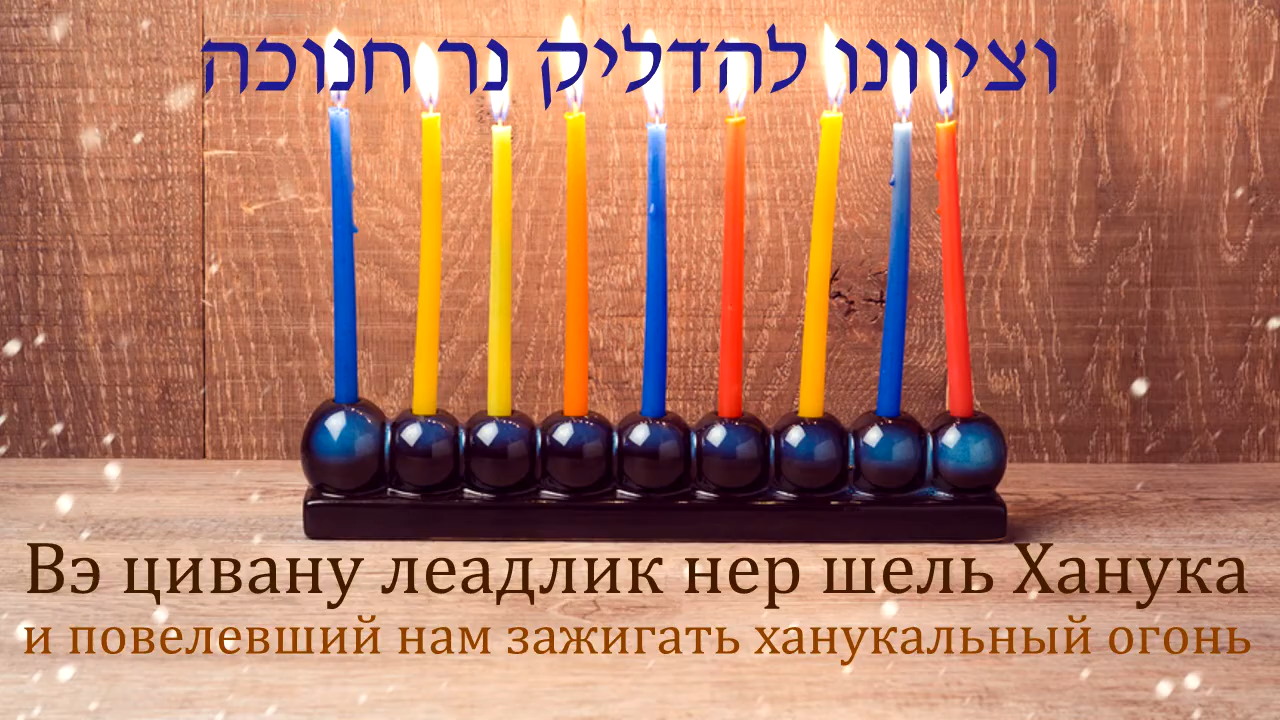 וציוונו להדליק נר חנוכה
Вэ цивану леадлик нер шель Ханука
и повелевший нам зажигать ханукальный огонь